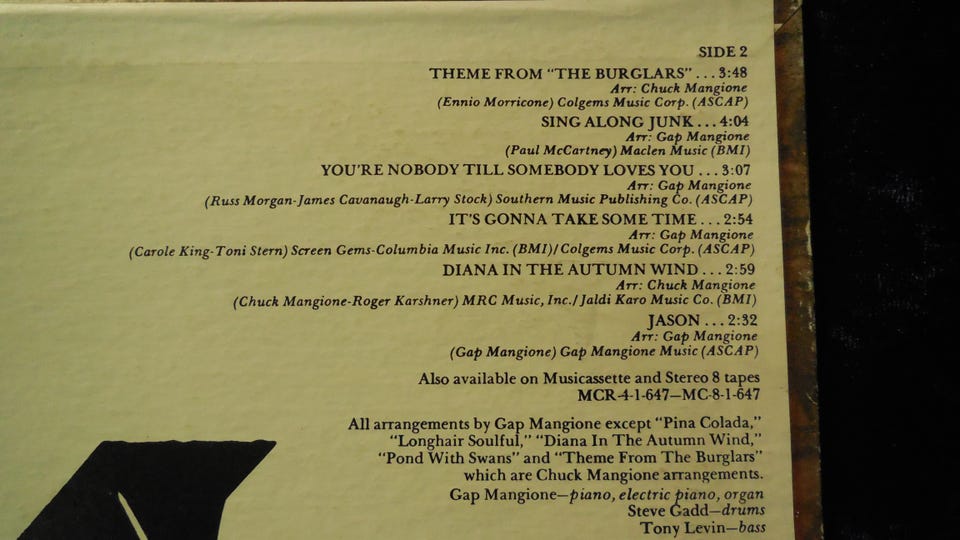 SIDE 2
THEME FROM "THE BURGLARS" ... 3:48
Arr: Chuck Mangione
(Ennio Morricone) Colgems Music Corp. (ASCAP)
SING ALONG JUNK ... 4:04
Arr: Gap Mangione
(Paul McCartney) Maclen Music (BMI)
YOU'RE NOBODY TILL SOMEBODY LOVES YOU ... 3:07
Arr: Gap Mangione
(Russ Morgan-James Cavanaugh-Larry Stock) Southern Music Publishing Co. (ASCAP)
IT'S GONNA TAKE SOME TIME ... 2:54
Arr: Gap Mangione
(Carole King-Toni Stern) Screen Gems-Columbia Music Inc. (BMI)/Colgems Music Corp. (ASCAP)
DIANA IN THE AUTUMN WIND ... 2:59
Arr: Chuck Mangione
(Chuck Mangione-Roger Karshner) MRC Music, Inc./Jaldi Karo Music Co. (BMI)
JASON ... 2:32
Arr: Gap Mangione
(Gap Mangione) Gap Mangione Music (ASCAP)
Also available on Musicassette and Stereo 8 tapes
MCR-4-1-647—MC-8-1-647
All arrangements by Gap Mangione except "Pina Colada,"
"Longhair Soulful," "Diana In The Autumn Wind,"
"Pond With Swans" and "Theme From The Burglars"
which are Chuck Mangione arrangements.
Gap Mangione—piano, electric piano, organ
Steve Gadd—drums
Tony Levin—bass